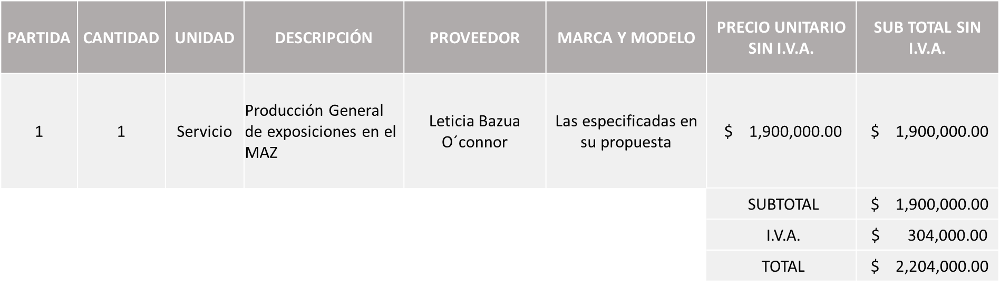 PARTIDA CANTIDAD UNIDAD DESCRIPCIÓN PROVEEDOR MARCA Y MODELO PRECIO UNITARIO SIN I.V.A. SUB TOTAL SIN I.V.A.
1 1 Servicio Producción General de exposiciones en el MAZ Leticia Bazua O´connor Las especificadas en su propuesta $ 1,900,000.00 $ 1,900,000.00
SUBTOTAL $ 1,900,000.00
I.V.A. $ 304,000.00
TOTAL $ 2,204,000.00